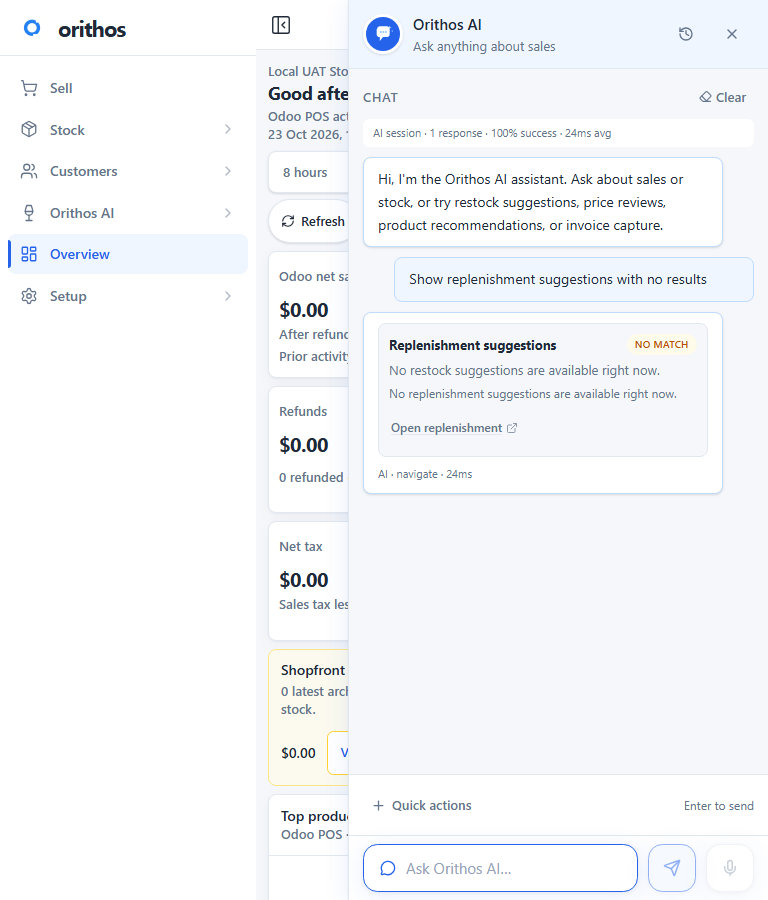 orithos
Sell
Stock
Customers
Orithos AI
Overview
Setup
Local UAT Sto
Good afte
Odoo POS act
23 Oct 2026,
8 hours
Refresh
Odoo net sa
$0.00
After refund
Prior activity
Refunds
$0.00
0 refunded
Net tax
$0.00
Sales tax les
Shopfront
0 latest arch
stock.
$0.00
V
Top produ
Odoo POS ·
Orithos AI
Ask anything about sales
CHAT
Clear
AI session · 1 response · 100% success · 24ms avg
Hi, I'm the Orithos AI assistant. Ask about sales or
stock, or try restock suggestions, price reviews,
product recommendations, or invoice capture.
Show replenishment suggestions with no results
Replenishment suggestions
NO MATCH
No restock suggestions are available right now.
No replenishment suggestions are available right now.
Open replenishment
AI · navigate · 24ms
Quick actions
Enter to send
Ask Orithos AI...